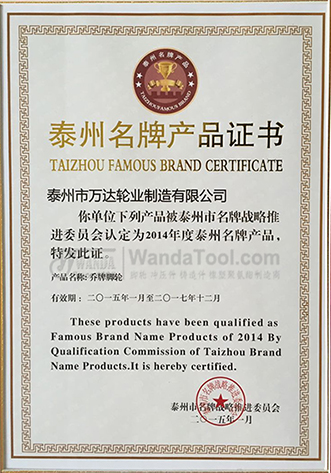 泰州名牌产品
TAIZHOU FAMOUS BRAND
泰州名牌产品证书
TAIZHOU FAMOUS BRAND CERTIFICATE
泰州市万达轮业制造有限公司
你单位下列产品被泰州市名牌战略推
进委员会认定为2014年度泰州名牌产品,
特发此证
WANDA
WandaTool.com
产品名称:乔牌脚轮
有效期:二〇一五年一月至二〇一七年十二月
These products have been qualified as
Famous Brand Name Products of 2014 By
Qualification Commission of Taizhou Brand
Name Products.It is hereby certified.
泰州市名牌战略推进委员会
二〇一五年一月